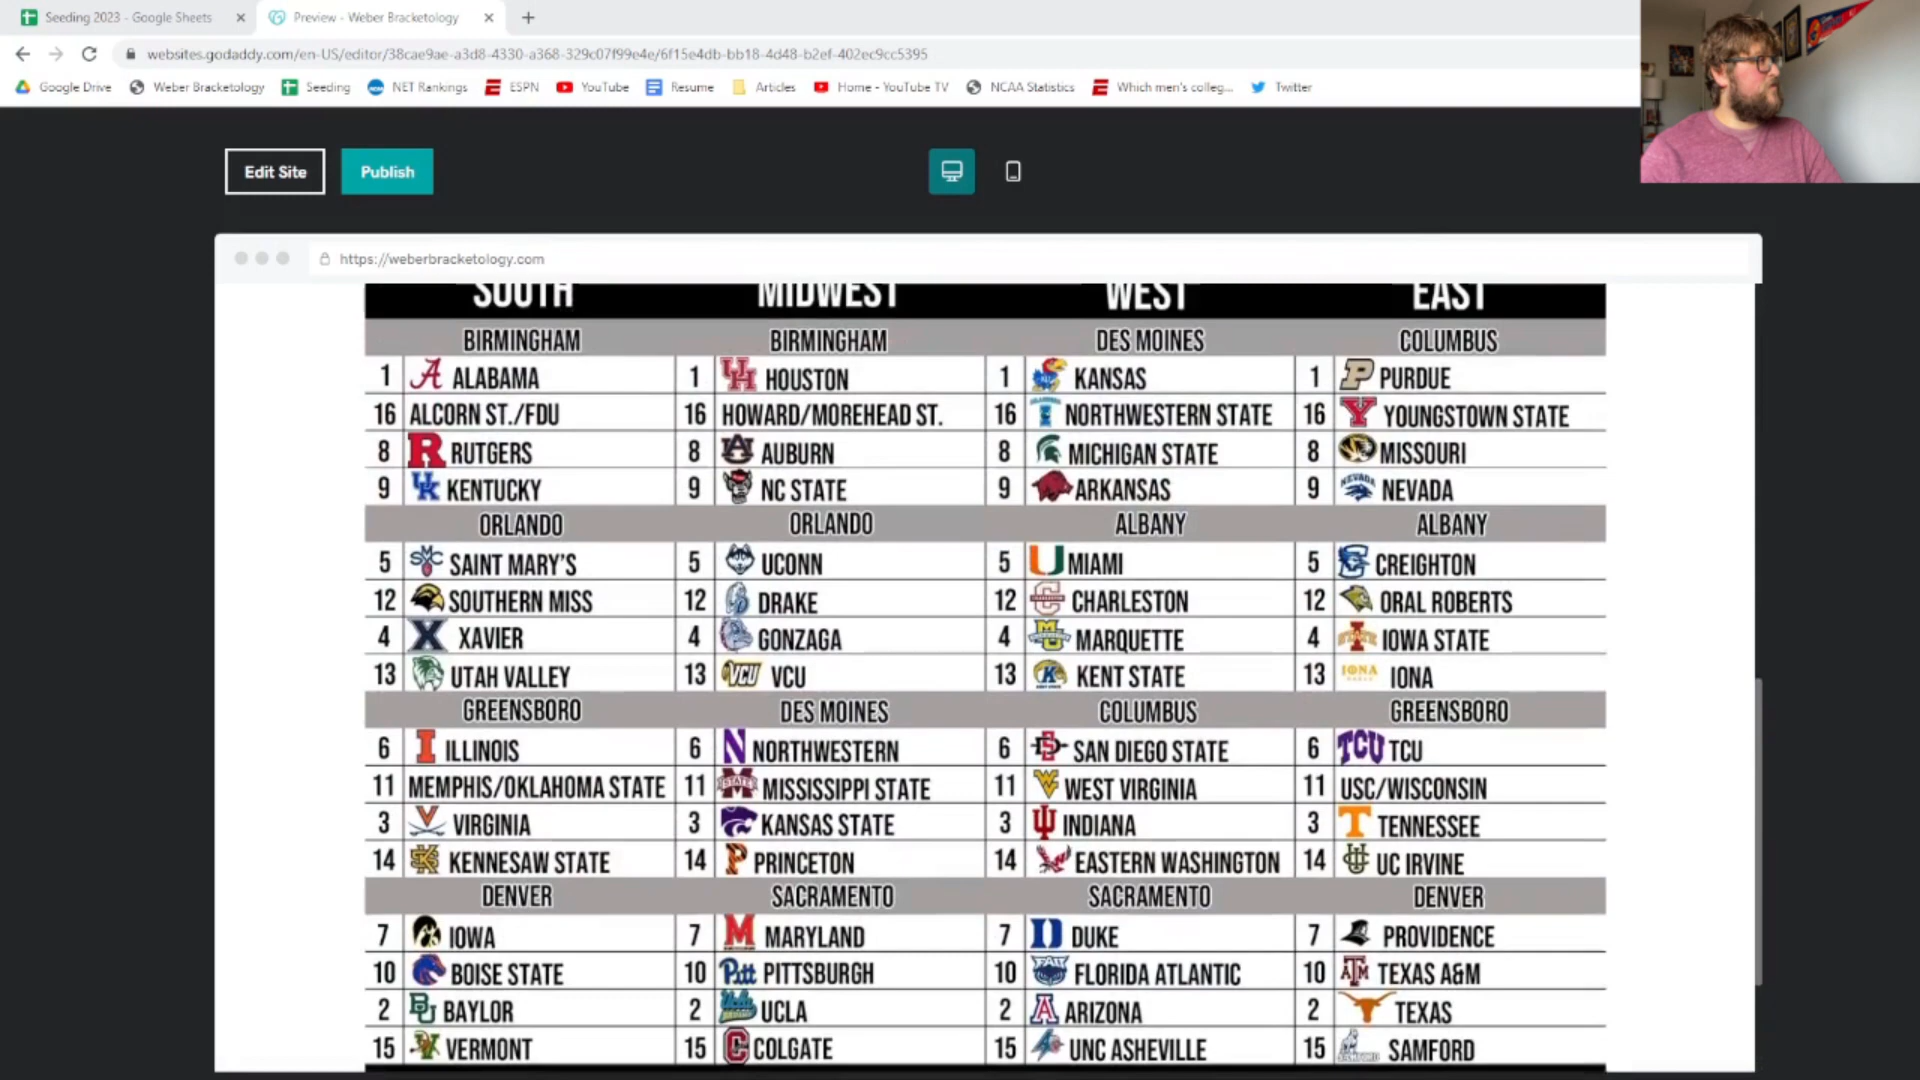 Seeding 2023 - Google Sheets
Preview - Weber Bracketology
websites.godaddy.com/en-US/editor/38cae9ae-a3d8-4330-a368-329c07f99e4e/6f15e4db-bb18-4d48-b2ef-402ec9cc5395
Google Drive Weber Bracketology Seeding NET Rankings ESPN YouTube Resume Articles Home - YouTube TV NCAA Statistics Which men's colleg... Twitter
Edit Site Publish
https://weberbracketology.com
SOUTH MIDWEST WEST EAST
BIRMINGHAM BIRMINGHAM DES MOINES COLUMBUS
1 ALABAMA 1 HOUSTON 1 KANSAS 1 PURDUE
16 ALCORN ST./FDU 16 HOWARD/MOREHEAD ST. 16 NORTHWESTERN STATE 16 YOUNGSTOWN STATE
8 RUTGERS 8 AUBURN 8 MICHIGAN STATE 8 MISSOURI
9 KENTUCKY 9 NC STATE 9 ARKANSAS 9 NEVADA
ORLANDO ORLANDO ALBANY ALBANY
5 SAINT MARY'S 5 UCONN 5 MIAMI 5 CREIGHTON
12 SOUTHERN MISS 12 DRAKE 12 CHARLESTON 12 ORAL ROBERTS
4 XAVIER 4 GONZAGA 4 MARQUETTE 4 IOWA STATE
13 UTAH VALLEY 13 VCU VCU 13 KENT STATE 13 IONA IONA
GREENSBORO DES MOINES COLUMBUS GREENSBORO
6 ILLINOIS 6 NORTHWESTERN 6 SAN DIEGO STATE 6 TCU TCU
11 MEMPHIS/OKLAHOMA STATE 11 MISSISSIPPI STATE 11 WEST VIRGINIA 11 USC/WISCONSIN
3 VIRGINIA 3 KANSAS STATE 3 INDIANA 3 TENNESSEE
14 KENNESAW STATE 14 PRINCETON 14 EASTERN WASHINGTON 14 UC IRVINE
DENVER SACRAMENTO SACRAMENTO DENVER
7 IOWA 7 MARYLAND 7 DUKE 7 PROVIDENCE
10 BOISE STATE 10 Pitt PITTSBURGH 10 FAU FLORIDA ATLANTIC 10 TEXAS A&M
2 BAYLOR 2 UCLA 2 ARIZONA 2 TEXAS
15 VERMONT 15 COLGATE 15 UNC ASHEVILLE 15 SAMFORD